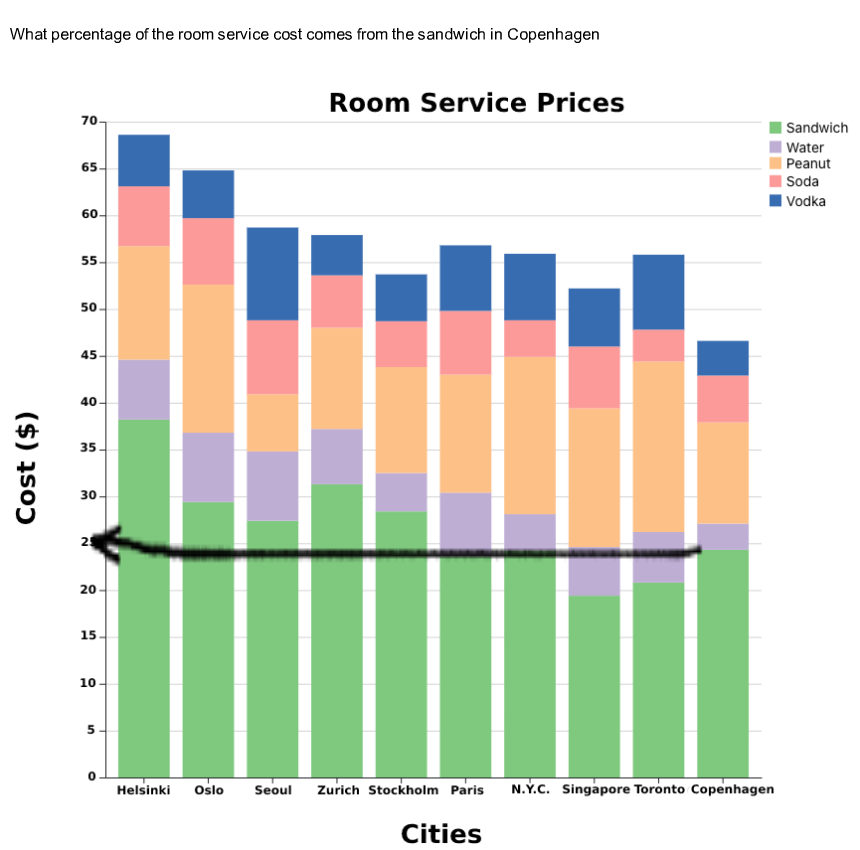 What percentage of the room service cost comes from the sandwich in Copenhagen
Room Service Prices
70
65
60
55
50
45
40
35
30
25
20
15
10
5
0
Cost ($)
Sandwich
Water
Peanut
Soda
Vodka
Helsinki Oslo Seoul Zurich Stockholm Paris N.Y.C. Singapore Toronto Copenhagen
Cities